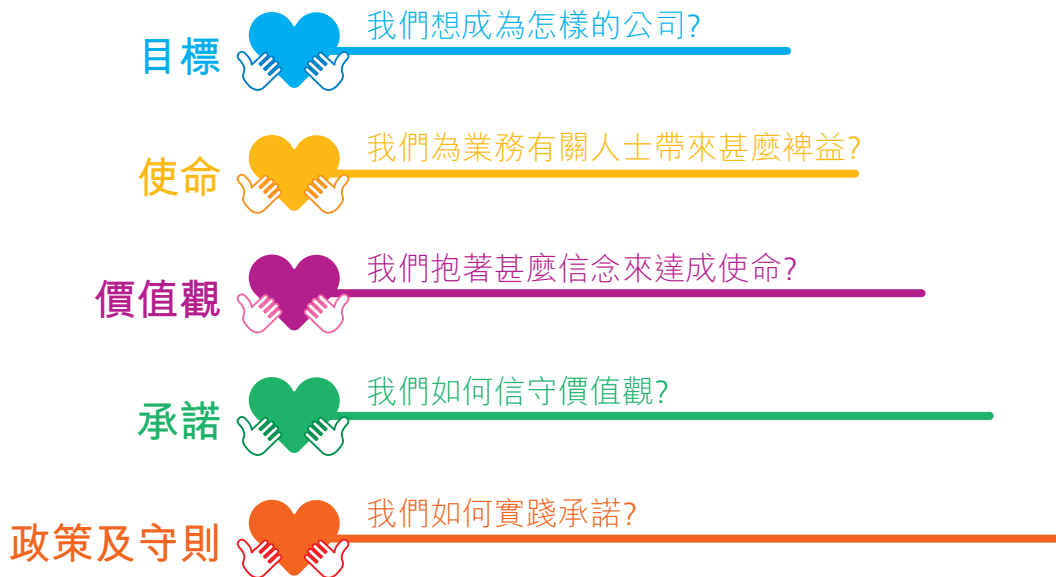 我們想成為怎樣的公司?
目標
我們為業務有關人士帶來甚麼裨益?
使命
我們抱著甚麼信念來達成使命?
價值觀
我們如何信守價值觀?
承諾
我們如何實踐承諾?
政策及守則